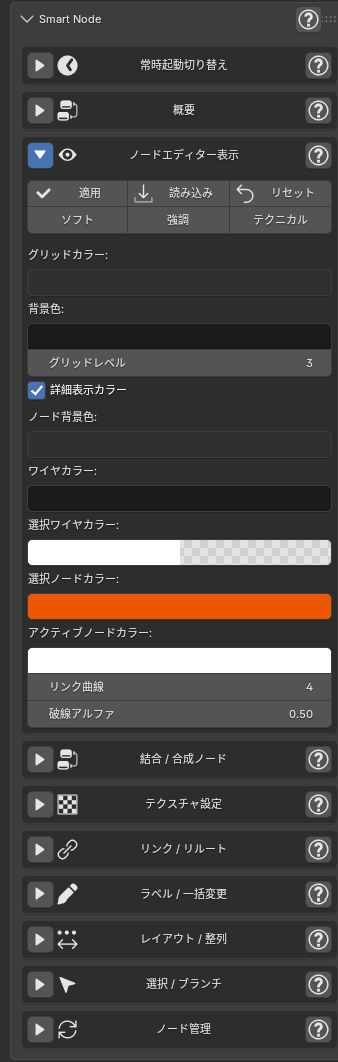 Smart Node
常時起動切り替え
概要
ノードエディター表示
適用 読み込み リセット
ソフト 強調 テクニカル
グリッドカラー:
背景色:
グリッドレベル 3
詳細表示カラー
ノード背景色:
ワイヤカラー:
選択ワイヤカラー:
選択ノードカラー:
アクティブノードカラー:
リンク曲線 4
破線アルファ 0.50
結合 / 合成ノード
テクスチャ設定
リンク / リルート
ラベル / 一括変更
レイアウト / 整列
選択 / ブランチ
ノード管理